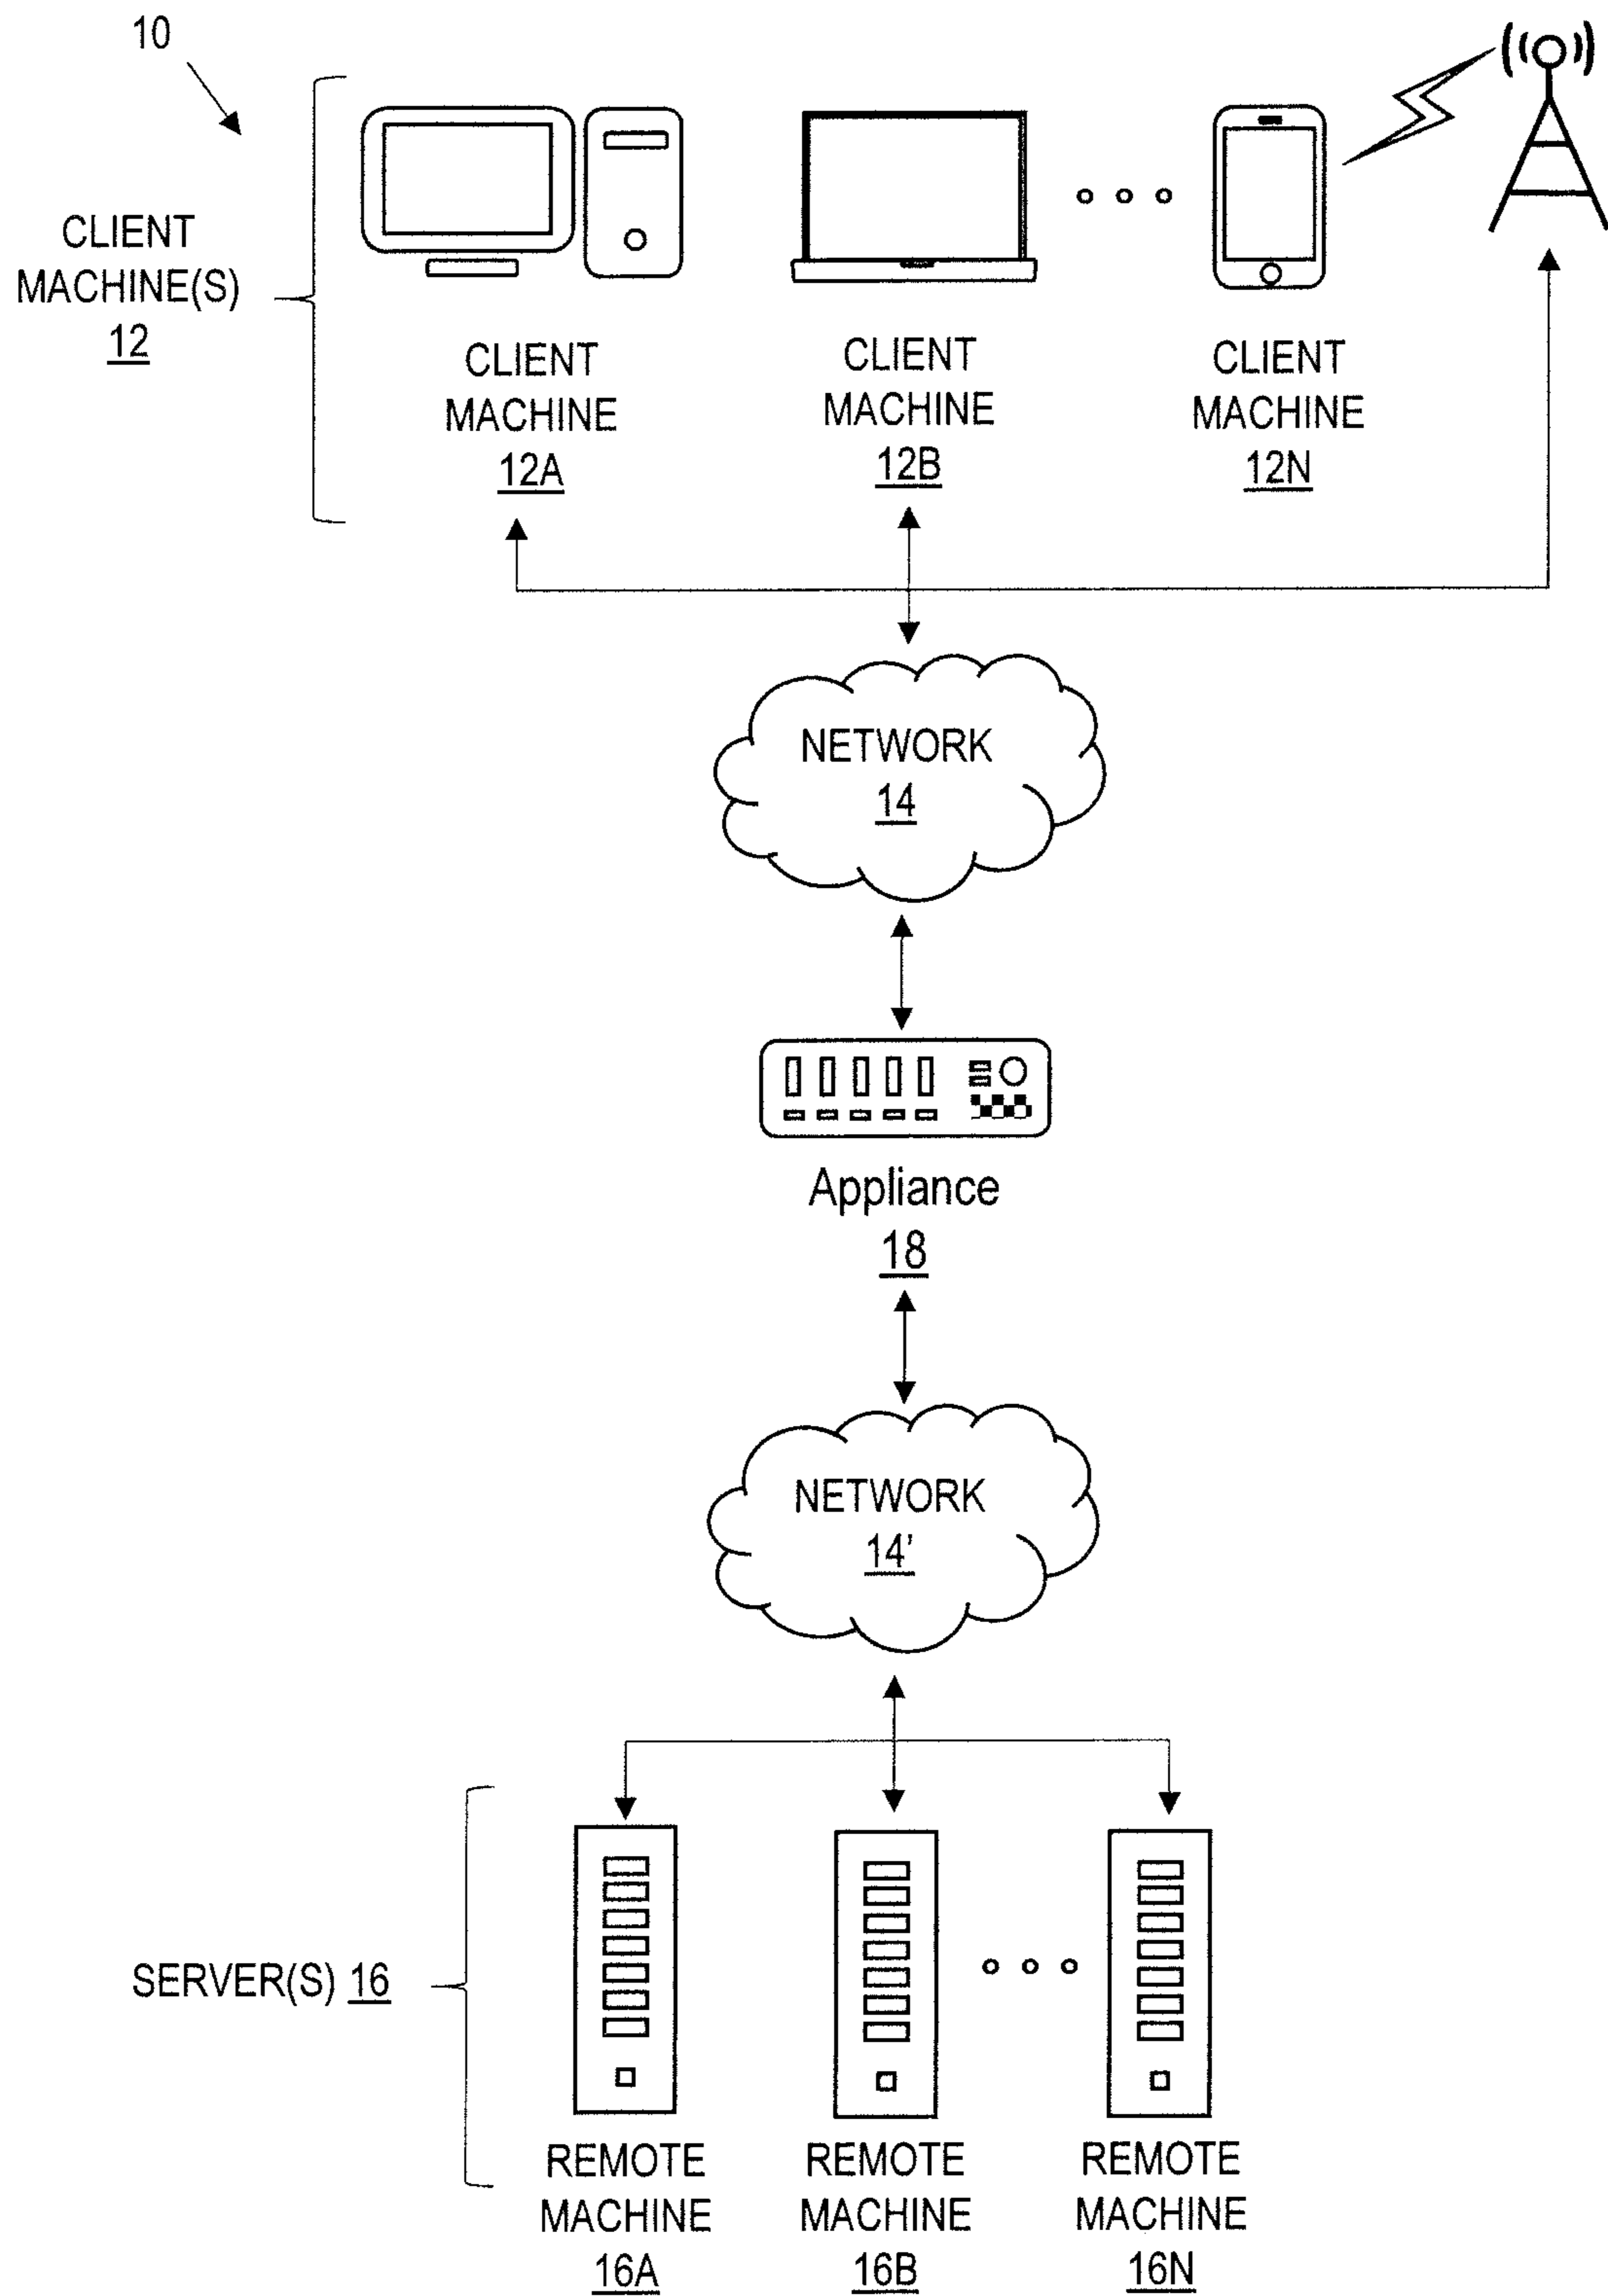 10
CLIENT
MACHINE(S)
12
CLIENT
MACHINE
12A
CLIENT
MACHINE
12B
CLIENT
MACHINE
12N
NETWORK
14
Appliance
18
NETWORK
14'
SERVER(S) 16
REMOTE
MACHINE
16A
REMOTE
MACHINE
16B
REMOTE
MACHINE
16N